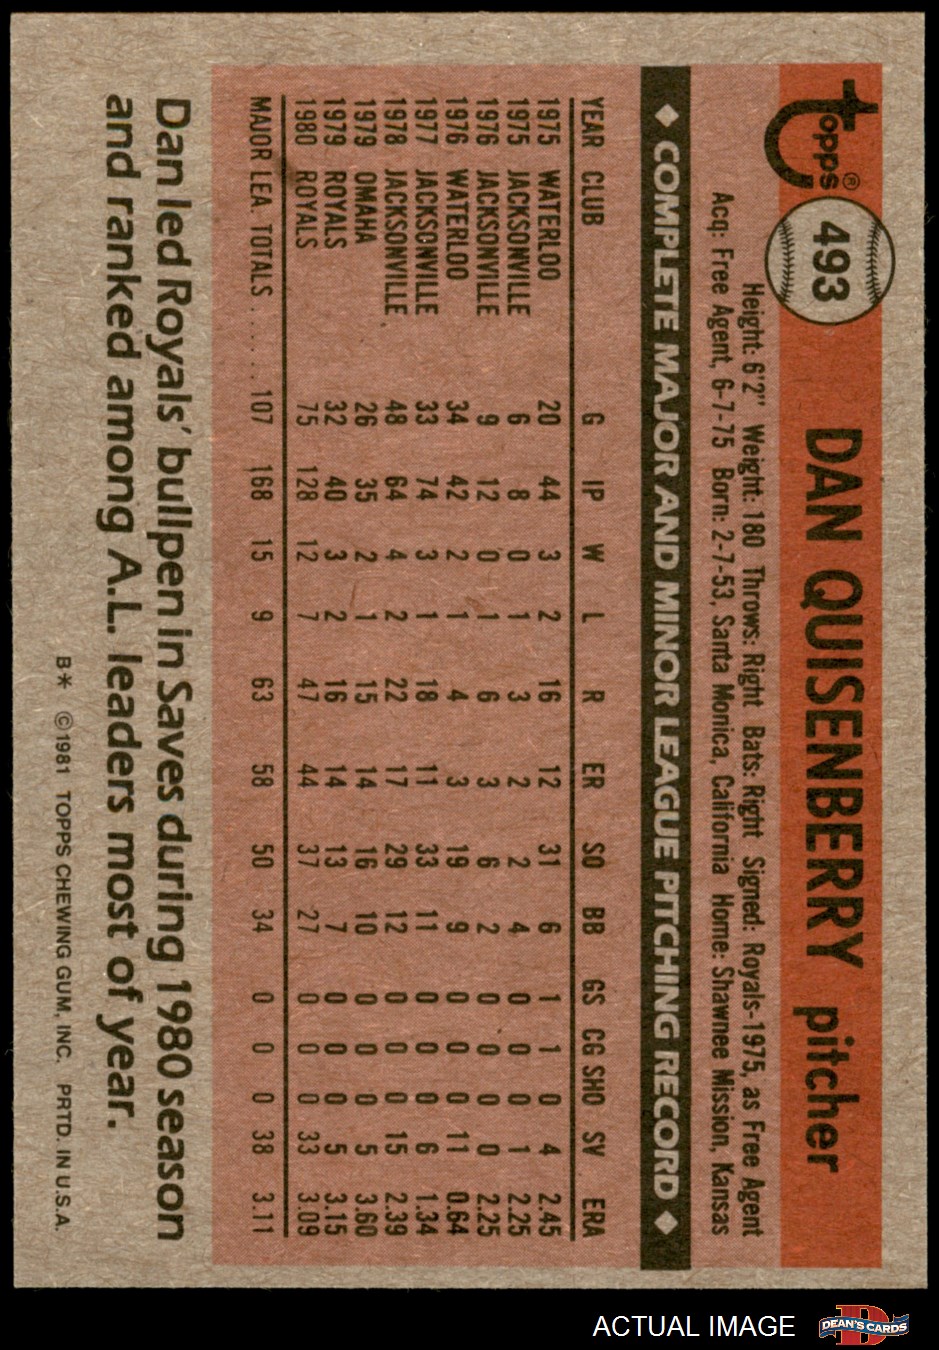 Topps®
493
DAN QUISENBERRY pitcher
Height: 6'2" Weight: 180 Throws: Right Bats: Right Signed: Royals-1975, as Free Agent
Acq: Free Agent, 6-7-75 Born: 2-7-53, Santa Monica, California Home: Shawnee Mission, Kansas
◆ COMPLETE MAJOR AND MINOR LEAGUE PITCHING RECORD ◆
YEAR CLUB G IP W L R ER SO BB GS CG SHO SV ERA
1975 WATERLOO 20 44 3 2 16 12 31 6 1 1 0 4 2.45
1975 JACKSONVILLE 6 8 0 1 3 2 2 4 0 0 0 1 2.25
1976 JACKSONVILLE 9 12 0 1 6 3 6 2 0 0 0 0 2.25
1976 WATERLOO 34 42 2 1 4 3 19 9 0 0 0 11 0.64
1977 JACKSONVILLE 33 74 3 1 18 11 33 11 0 0 0 6 1.34
1978 JACKSONVILLE 48 64 4 2 22 17 29 12 0 0 0 15 2.39
1979 OMAHA 26 35 2 1 15 14 16 10 0 0 0 5 3.60
1979 ROYALS 32 40 3 2 16 14 13 7 0 0 0 5 3.15
1980 ROYALS 75 128 12 7 47 44 37 27 0 0 0 33 3.09
MAJOR LEA. TOTALS ...... 107 168 15 9 63 58 50 34 0 0 0 38 3.11
Dan led Royals' bullpen in Saves during 1980 season
and ranked among A.L. leaders most of year.
B* ©1981 TOPPS CHEWING GUM, INC. PRTD. IN U.S.A.
ACTUAL IMAGE
D
DEAN'S CARDS